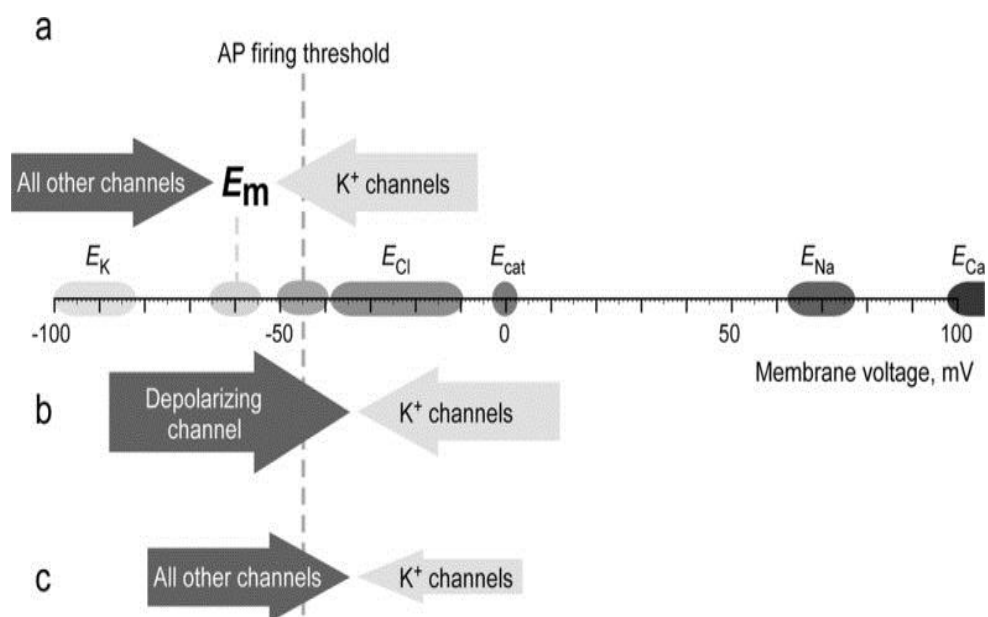 a
AP firing threshold
All other channels
Em
K+ channels
EK
ECl
Ecat
ENa
ECa
-100
-50
0
50
100
Membrane voltage, mV
b
Depolarizing
channel
K+ channels
c
All other channels
K+ channels